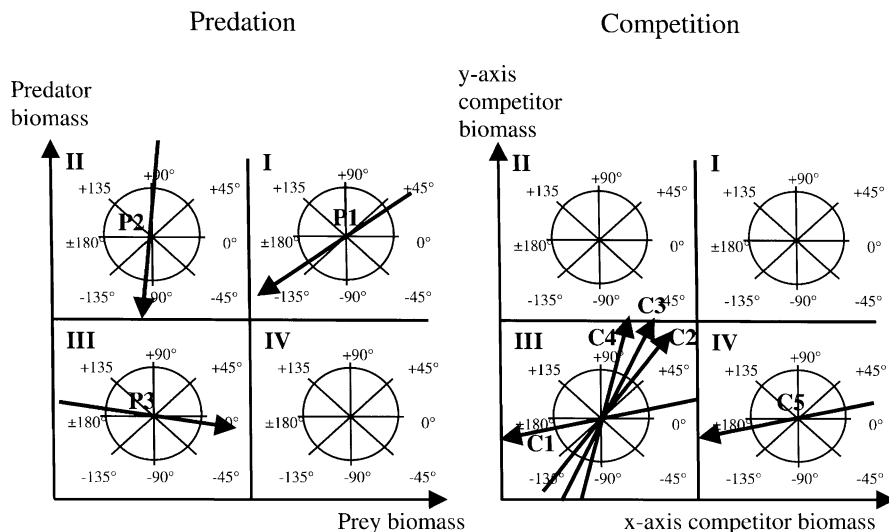 Predation
Competition
Predator
biomass
y-axis
competitor
biomass
II
I
II
I
+90°
+90°
+90°
+90°
+135
+45°
+135
+45°
+135
+45°
+135
+45°
P2
P1
±180°
0°
±180°
0°
±180°
0°
±180°
0°
-135°
-90°
-45°
-135°
-90°
-45°
-135°
-90°
-45°
-135°
-90°
-45°
C3
III
IV
III
C4
C2
IV
+90°
+90°
+90°
+90°
+135
+45°
+135
+45°
+135
+45°
+135
+45°
P3
C5
±180°
0°
±180°
0°
±180°
0°
±180°
0°
C1
-135°
-90°
-45°
-135°
-90°
-45°
-135°
-90°
-45°
-135°
-90°
-45°
Prey biomass
x-axis competitor biomass